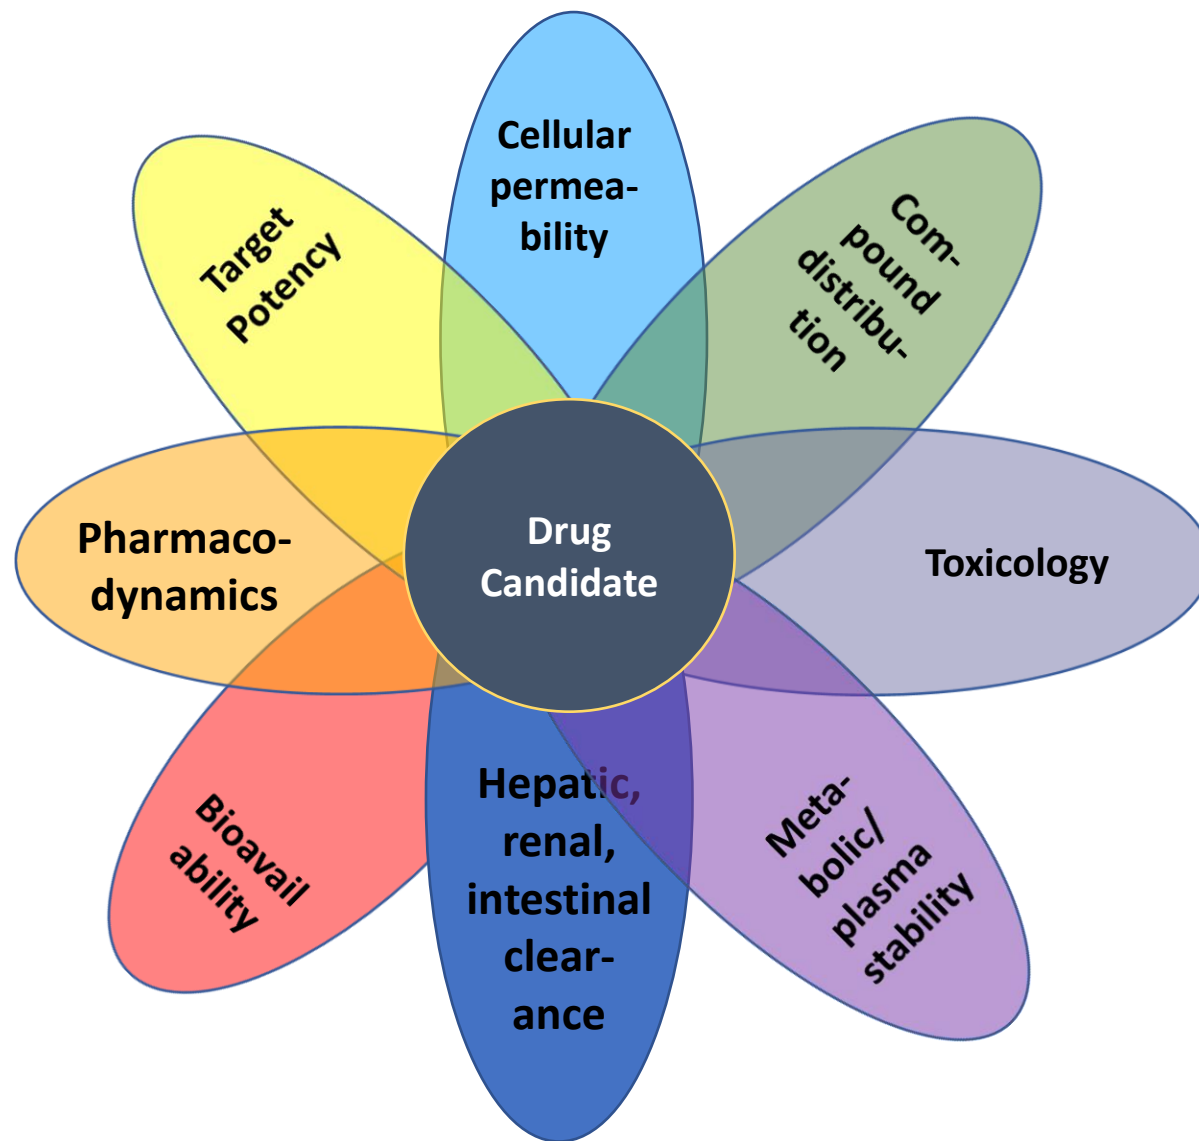 Cellular
permea-
bility
Com-
pound
distribu-
tion
Target
Potency
Pharmaco-
dynamics
Drug
Candidate
Toxicology
Hepatic,
renal,
intestinal
clear-
ance
Bioavail
ability
Meta-
bolic/
plasma
stability